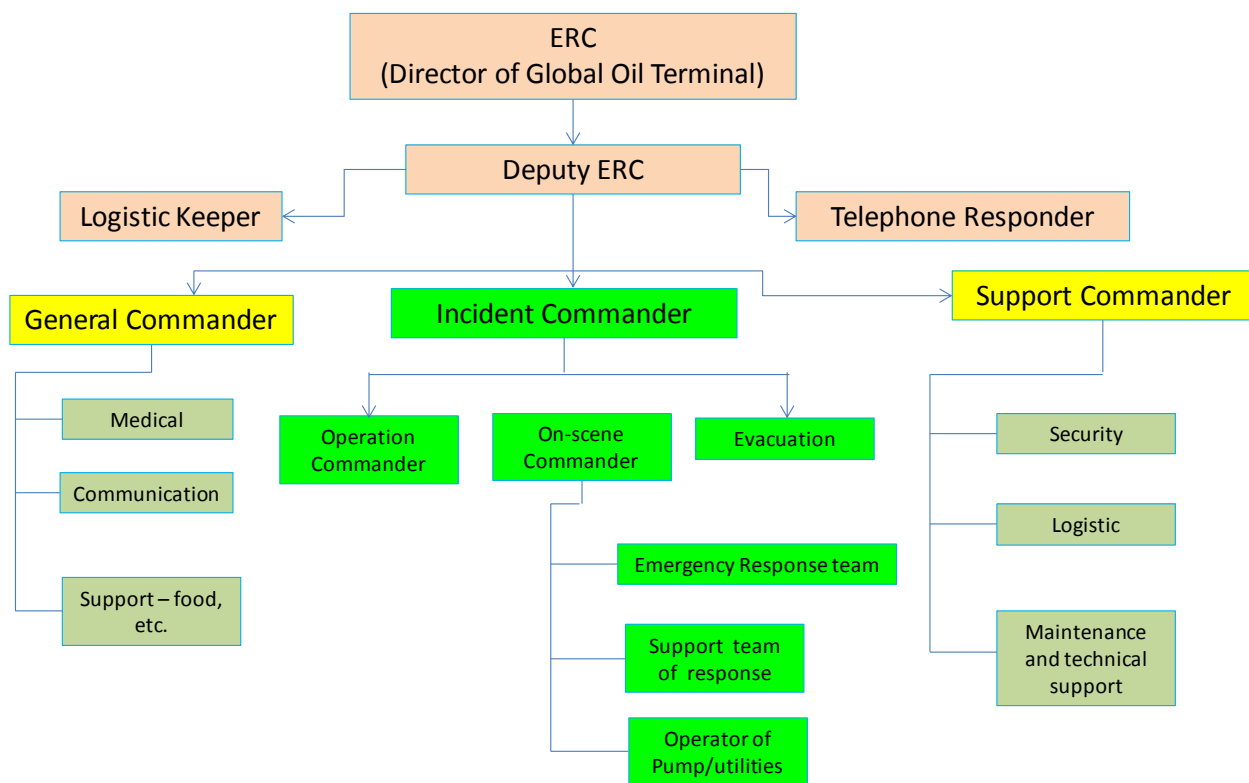 ERC
(Director of Global Oil Terminal)
Deputy ERC
Logistic Keeper
Telephone Responder
General Commander
Incident Commander
Support Commander
Medical
Communication
Support – food,
etc.
Operation
Commander
On-scene
Commander
Evacuation
Emergency Response team
Support team
of response
Operator of
Pump/utilities
Security
Logistic
Maintenance
and technical
support